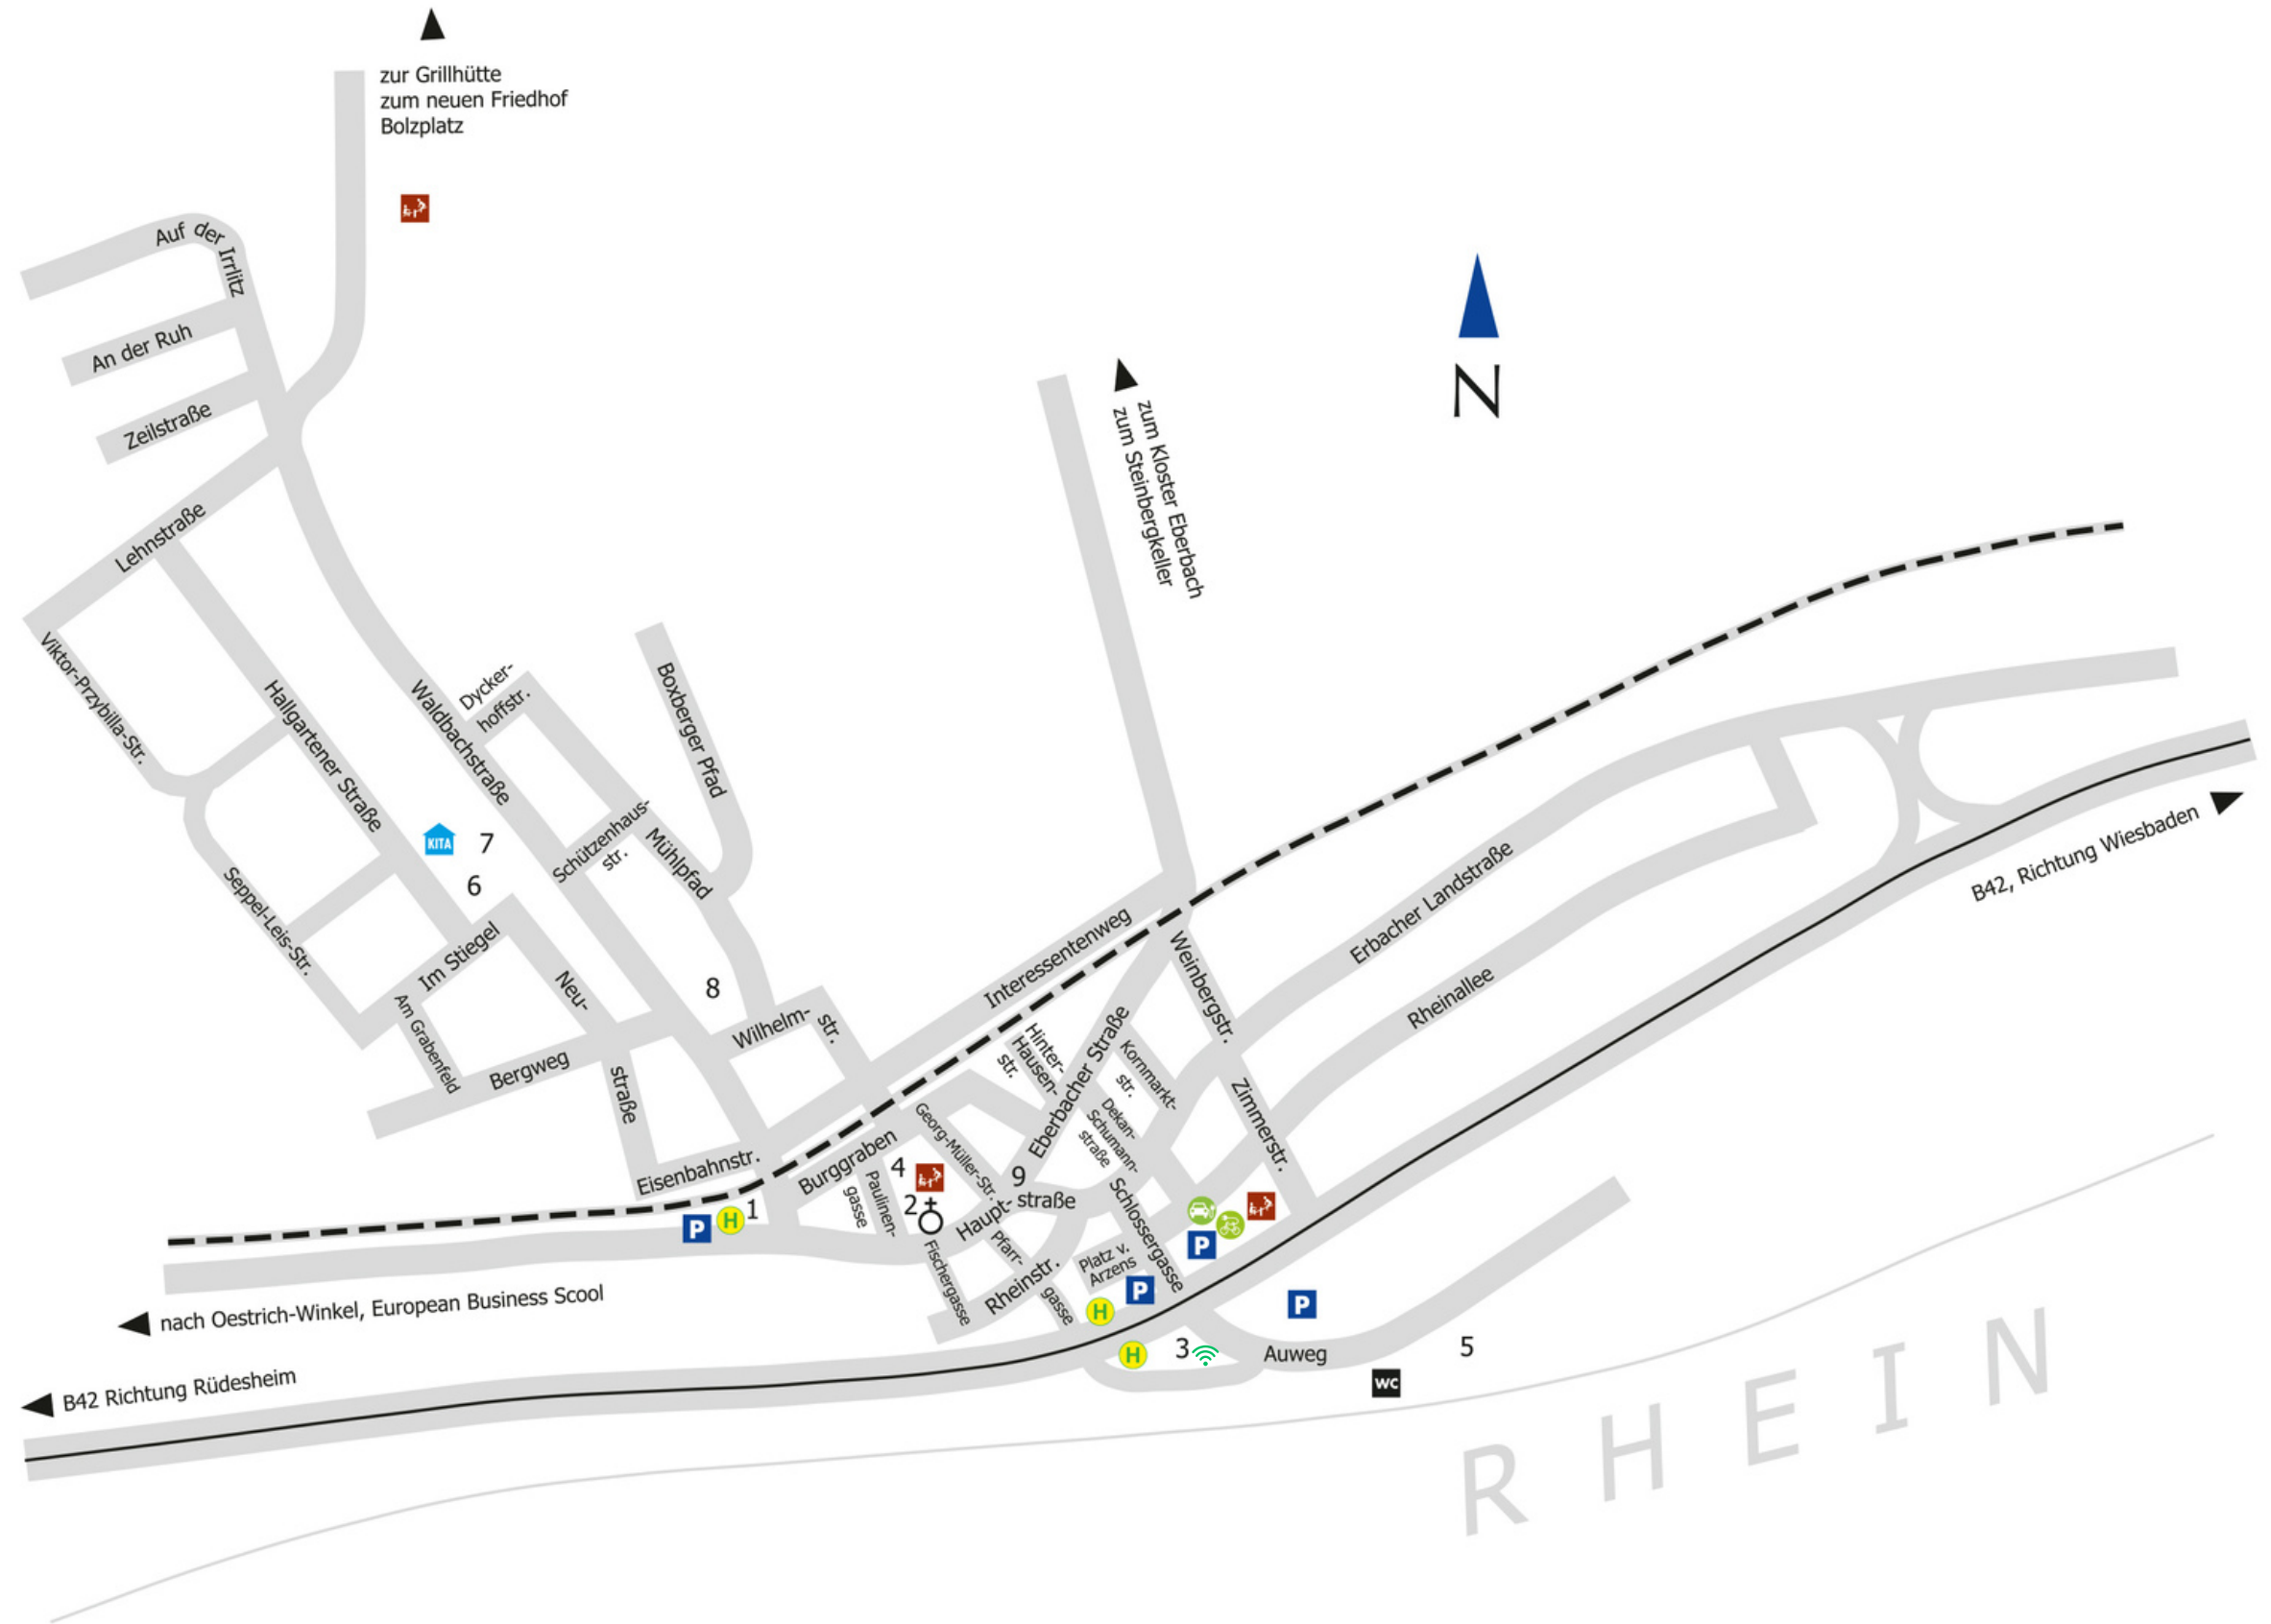 zur Grillhütte
zum neuen Friedhof
Bolzplatz
Auf der Irrlitz
An der Ruh
Zeilstraße
N
zum Kloster Eberbach
zum Steinbergkeller
Lehnstraße
Viktor-Przybilla-Str.
Hallgartener Straße
Waldbachstraße
Dycker-
hoffstr.
Boxberger Pfad
Schützenhaus-
str.
Mühlpfad
KITA
7
6
Seppel-Leis-Str.
Im Stiegel
Am Grabenfeld
Neu-
straße
Bergweg
8
Wilhelm-
str.
Interessentenweg
Weinbergstr.
Erbacher Landstraße
Rheinallee
B42, Richtung Wiesbaden
Hinter-
Hausen-
str.
Eberbacher Straße
Kornmarkt-
str.
Dekan-
Schumann-
straße
Zimmerstr.
Eisenbahnstr.
Burggraben
Georg-Müller-Str.
Paulinen-
gasse
4
2
9
Haupt-
straße
P
H
1
Schlossergasse
P
Fischergasse
Pfarr-
gasse
Rheinstr.
Platz v.
Arzens
P
H
H
3
P
Auweg
5
WC
nach Oestrich-Winkel, European Business Scool
B42 Richtung Rüdesheim
RHEIN